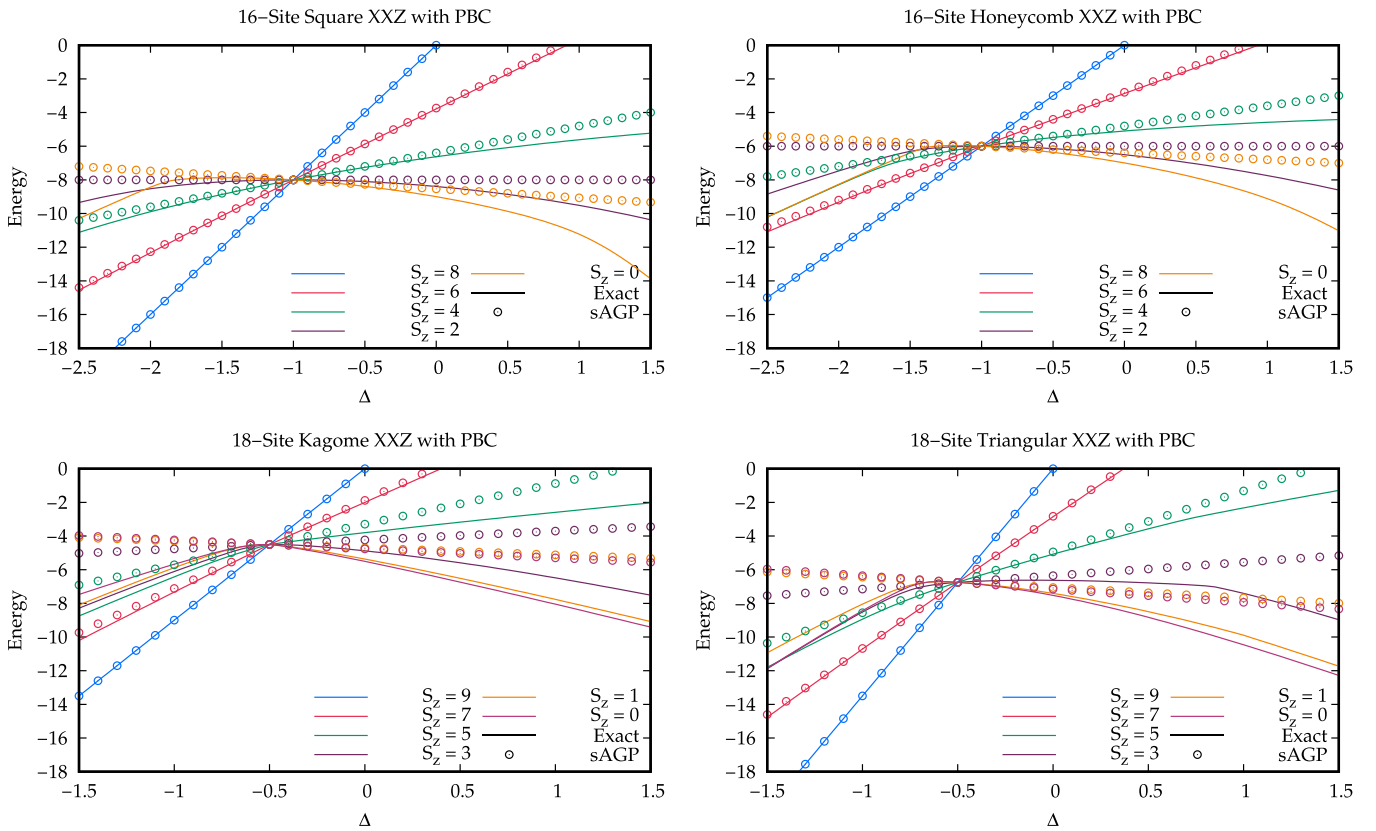 16−Site Square XXZ with PBC
0
−2
−4
−6
−8
−10
−12
−14
−16
−18
Energy
−2.5 −2 −1.5 −1 −0.5 0 0.5 1 1.5
Δ
S_z = 8 S_z = 0
S_z = 6 Exact
S_z = 4 sAGP
S_z = 2
16−Site Honeycomb XXZ with PBC
0
−2
−4
−6
−8
−10
−12
−14
−16
−18
Energy
−2.5 −2 −1.5 −1 −0.5 0 0.5 1 1.5
Δ
S_z = 8 S_z = 0
S_z = 6 Exact
S_z = 4 sAGP
S_z = 2
18−Site Kagome XXZ with PBC
0
−2
−4
−6
−8
−10
−12
−14
−16
−18
Energy
−1.5 −1 −0.5 0 0.5 1 1.5
Δ
S_z = 9 S_z = 1
S_z = 7 S_z = 0
S_z = 5 Exact
S_z = 3 sAGP
18−Site Triangular XXZ with PBC
0
−2
−4
−6
−8
−10
−12
−14
−16
−18
Energy
−1.5 −1 −0.5 0 0.5 1 1.5
Δ
S_z = 9 S_z = 1
S_z = 7 S_z = 0
S_z = 5 Exact
S_z = 3 sAGP